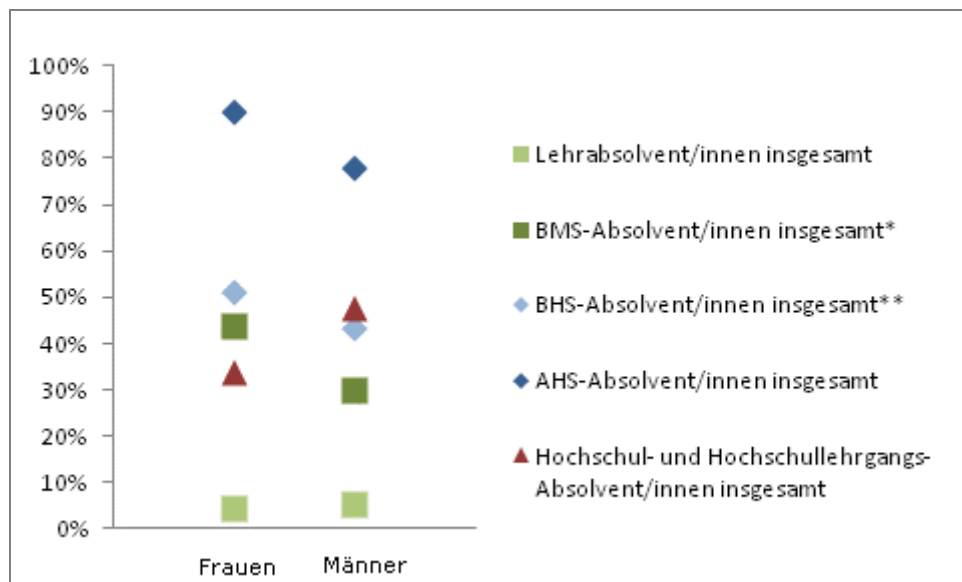 100%
90%
80%
70%
60%
50%
40%
30%
20%
10%
0%
Frauen
Männer
Lehrabsolvent/innen insgesamt
BMS-Absolvent/innen insgesamt*
BHS-Absolvent/innen insgesamt**
AHS-Absolvent/innen insgesamt
Hochschul- und Hochschullehrgangs-
Absolvent/innen insgesamt